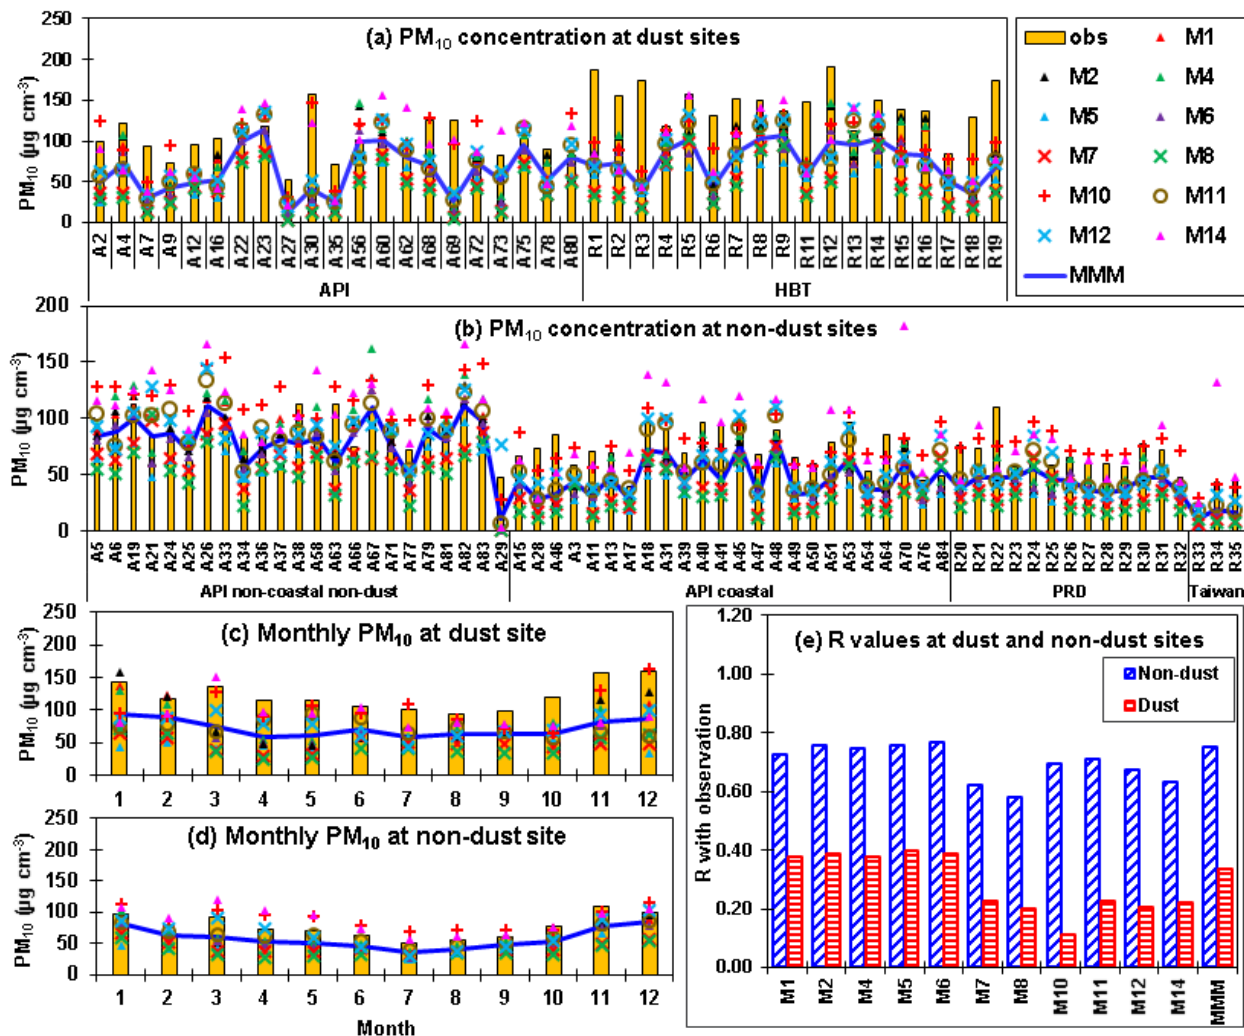 (a) PM10 concentration at dust sites
PM10 (µg cm-3)
250
200
150
100
50
0
A2 A4 A7 A9 A12 A16 A22 A23 A27 A30 A35 A56 A60 A62 A68 A69 A72 A73 A75 A78 A80 R1 R2 R3 R4 R5 R6 R7 R8 R9 R11 R12 R13 R14 R15 R16 R17 R18 R19
API HBT
obs M1
M2 M4
M5 M6
M7 M8
M10 M11
M12 M14
MMM
(b) PM10 concentration at non-dust sites
PM10 (µg cm-3)
200
150
100
50
0
A5 A6 A19 A21 A24 A25 A26 A33 A34 A36 A37 A38 A58 A63 A66 A67 A71 A77 A79 A81 A82 A83 A29 A15 A28 A46 A3 A11 A13 A17 A18 A31 A39 A40 A41 A45 A47 A48 A49 A50 A51 A53 A54 A64 A70 A76 A84 R20 R21 R22 R23 R24 R25 R26 R27 R28 R29 R30 R31 R32 R33 R34 R35
API non-coastal non-dust API coastal PRD Taiwan
(c) Monthly PM10 at dust site
PM10 (µg cm-3)
250
200
150
100
50
0
1 2 3 4 5 6 7 8 9 10 11 12
(d) Monthly PM10 at non-dust site
PM10 (µg cm-3)
250
200
150
100
50
0
1 2 3 4 5 6 7 8 9 10 11 12
Month
(e) R values at dust and non-dust sites
Non-dust
Dust
R with observation
1.20
1.00
0.80
0.60
0.40
0.20
0.00
M1 M2 M4 M5 M6 M7 M8 M10 M11 M12 M14 MMM